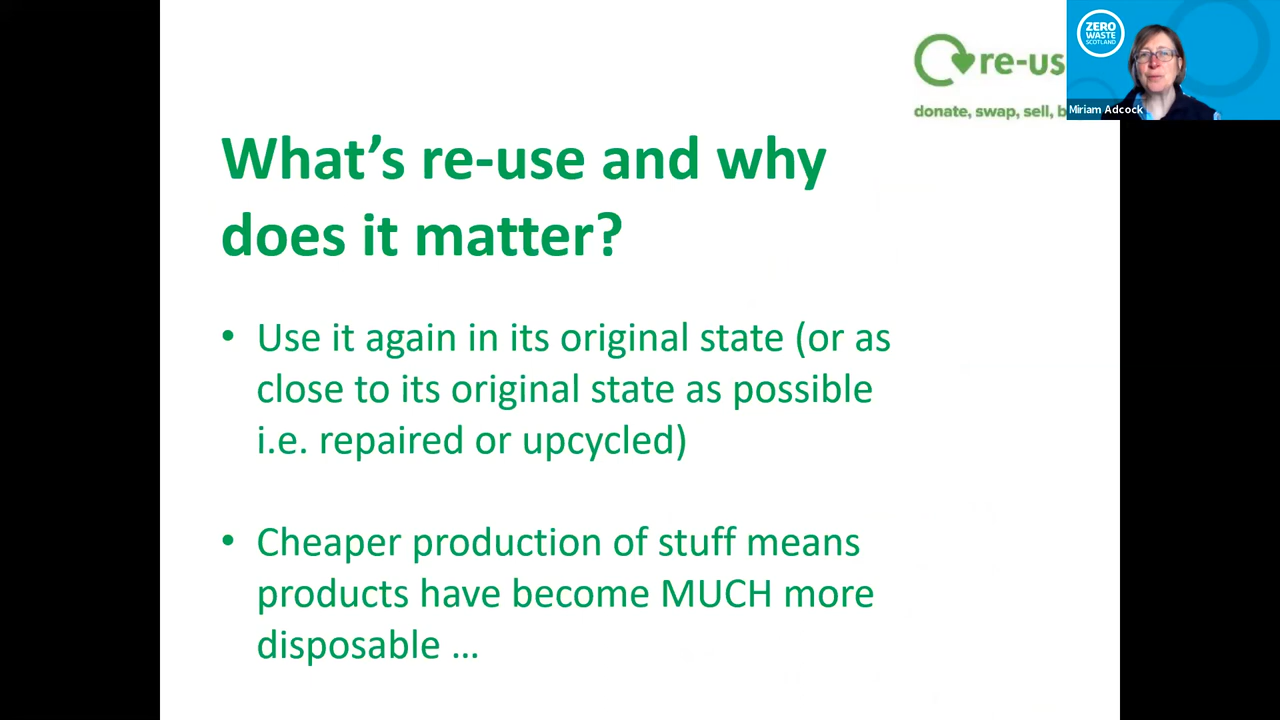 re-us
donate, swap, sell, b
ZERO
WASTE
SCOTLAND
Miriam Adcock
What's re-use and why
does it matter?
• Use it again in its original state (or as
close to its original state as possible
i.e. repaired or upcycled)
• Cheaper production of stuff means
products have become MUCH more
disposable ...